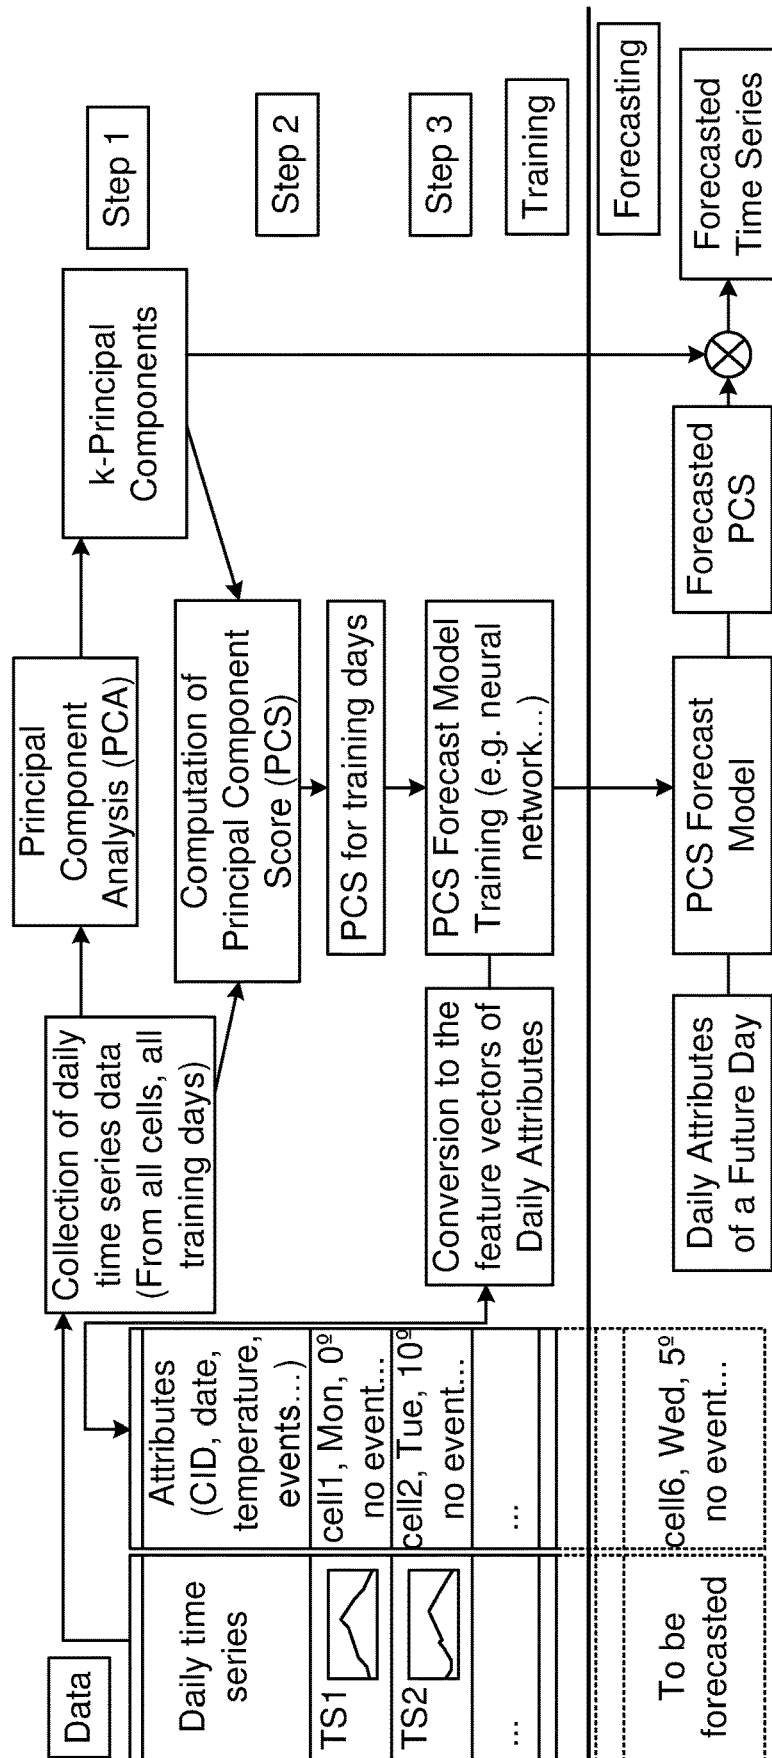 Data
Daily time
series
Attributes
(CID, date,
temperature,
events...)
TS1
cell1, Mon, 0º
no event...
TS2
cell2, Tue, 10º
no event...
...
...
To be
forecasted
cell6, Wed, 5º
no event...
Collection of daily
time series data
(From all cells, all
training days)
Principal
Component
Analysis (PCA)
k-Principal
Components
Step 1
Computation of
Principal Component
Score (PCS)
Step 2
PCS for training days
Conversion to the
feature vectors of
Daily Attributes
PCS Forecast Model
Training (e.g. neural
network...)
Step 3
Training
Forecasting
Daily Attributes
of a Future Day
PCS Forecast
Model
Forecasted
PCS
Forecasted
Time Series